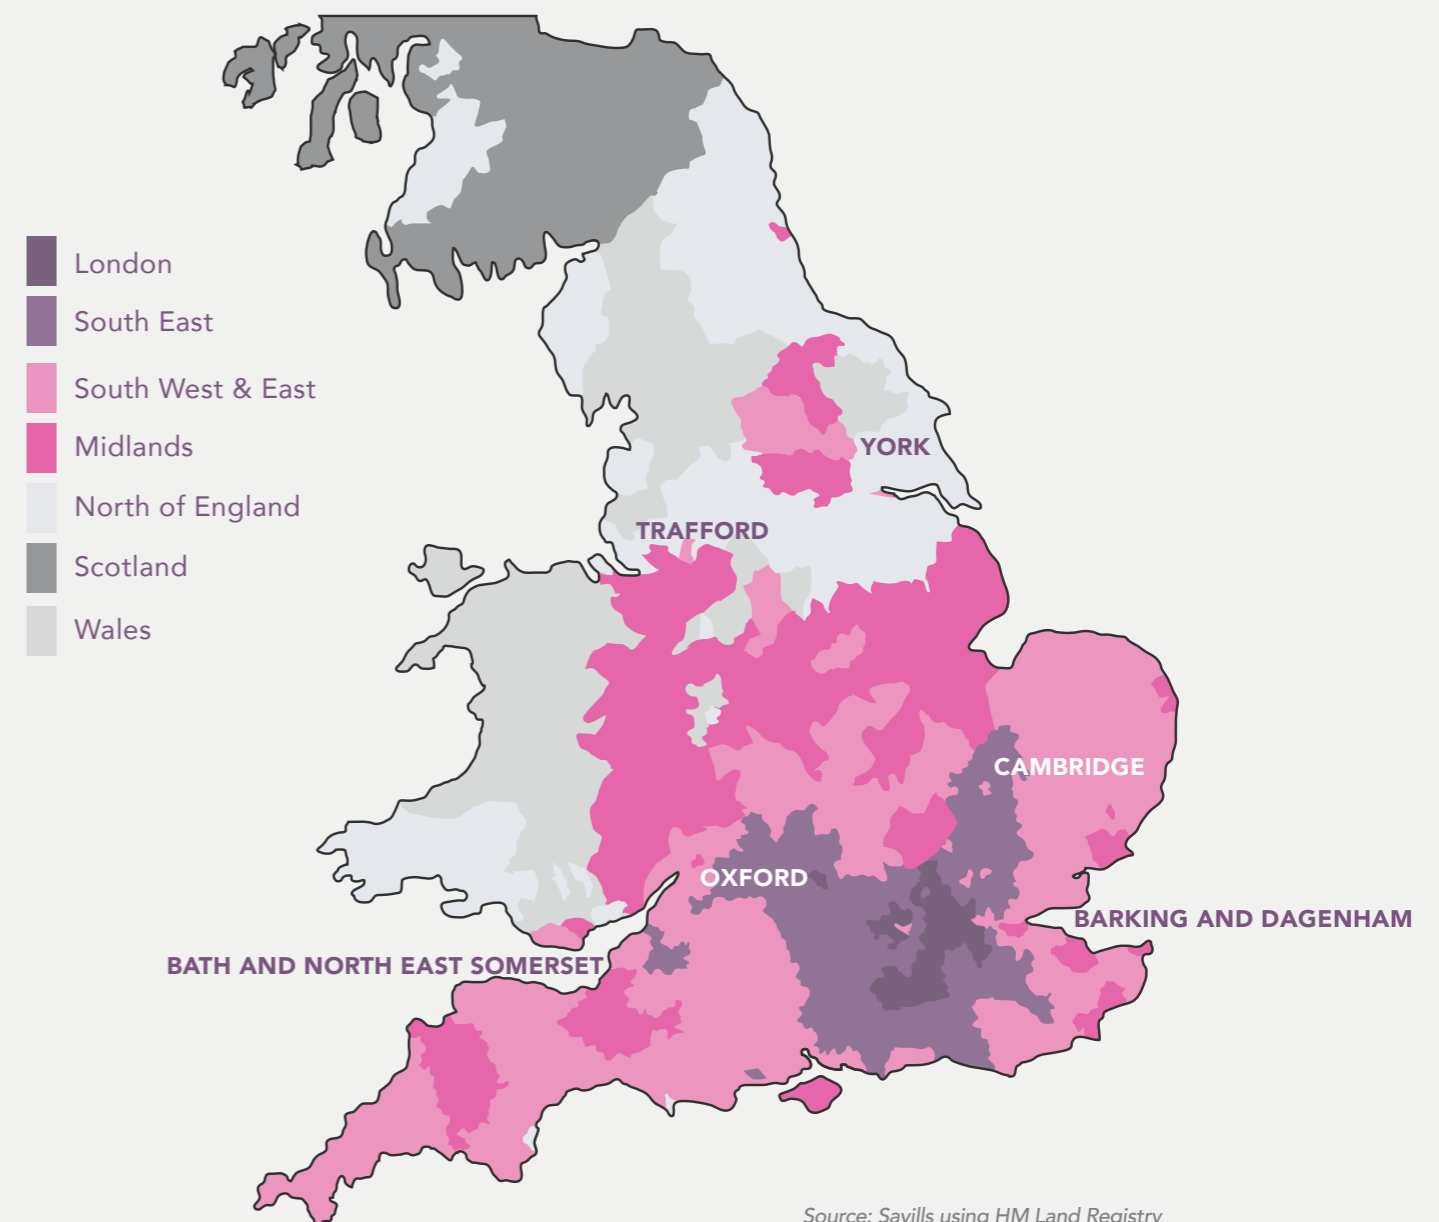 London
South East
South West & East
Midlands
North of England
Scotland
Wales
YORK
TRAFFORD
CAMBRIDGE
OXFORD
BARKING AND DAGENHAM
BATH AND NORTH EAST SOMERSET
Source: Savills using HM Land Registry